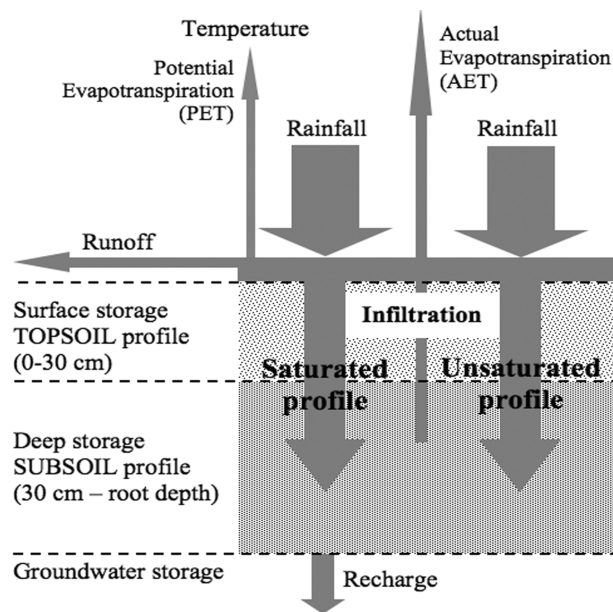 Temperature
Potential
Evapotranspiration
(PET)
Actual
Evapotranspiration
(AET)
Rainfall
Rainfall
Runoff
Surface storage
TOPSOIL profile
(0-30 cm)
Infiltration
Saturated
profile
Unsaturated
profile
Deep storage
SUBSOIL profile
(30 cm – root depth)
Groundwater storage
Recharge